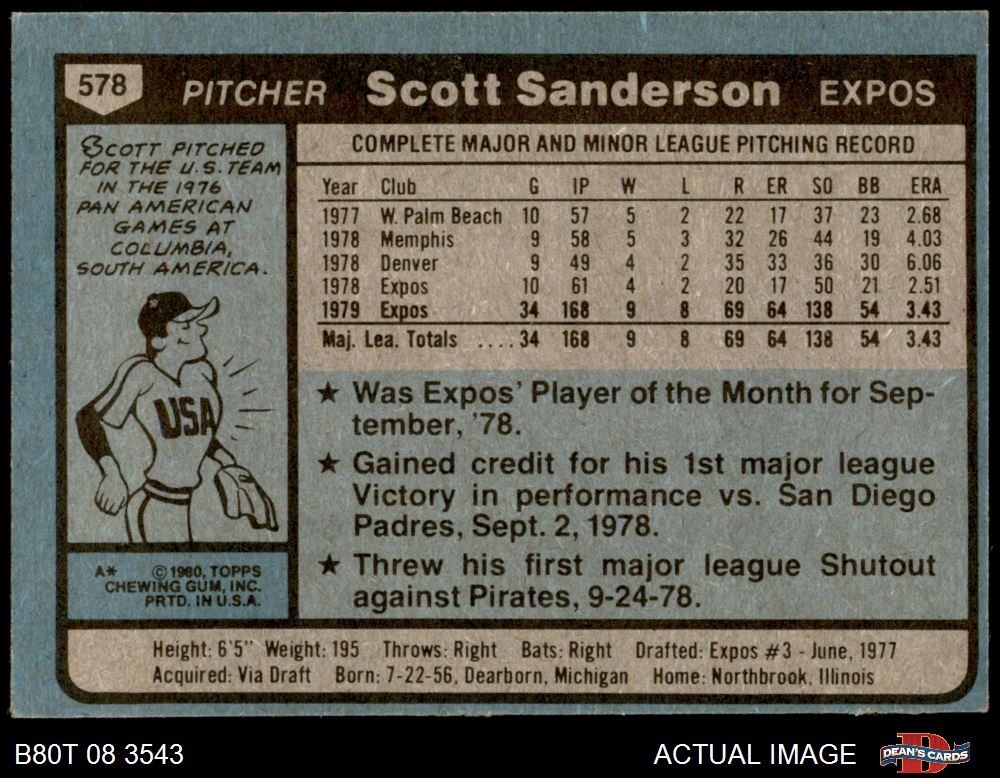 578 PITCHER Scott Sanderson EXPOS
SCOTT PITCHED
FOR THE U.S. TEAM
IN THE 1976
PAN AMERICAN
GAMES AT
COLUMBIA,
SOUTH AMERICA.
USA
A* © 1980, TOPPS
CHEWING GUM, INC.
PRTD. IN U.S.A.
COMPLETE MAJOR AND MINOR LEAGUE PITCHING RECORD
Year Club G IP W L R ER SO BB ERA
1977 W. Palm Beach 10 57 5 2 22 17 37 23 2.68
1978 Memphis 9 58 5 3 32 26 44 19 4.03
1978 Denver 9 49 4 2 35 33 36 30 6.06
1978 Expos 10 61 4 2 20 17 50 21 2.51
1979 Expos 34 168 9 8 69 64 138 54 3.43
Maj. Lea. Totals ....34 168 9 8 69 64 138 54 3.43
★ Was Expos' Player of the Month for Sep-
tember, '78.
★ Gained credit for his 1st major league
Victory in performance vs. San Diego
Padres, Sept. 2, 1978.
★ Threw his first major league Shutout
against Pirates, 9-24-78.
Height: 6'5" Weight: 195 Throws: Right Bats: Right Drafted: Expos #3 - June, 1977
Acquired: Via Draft Born: 7-22-56, Dearborn, Michigan Home: Northbrook, Illinois
B80T 08 3543 ACTUAL IMAGE DEAN'S CARDS